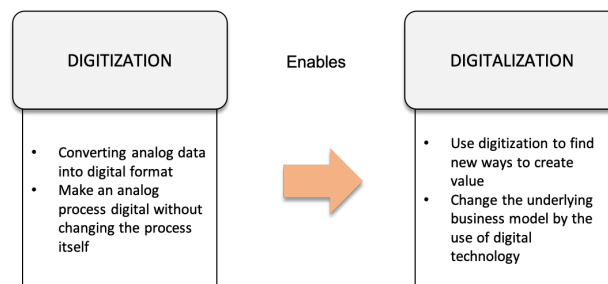 DIGITIZATION
Enables
DIGITALIZATION
• Converting analog data
into digital format
• Make an analog
process digital without
changing the process
itself
• Use digitization to find
new ways to create
value
• Change the underlying
business model by the
use of digital
technology